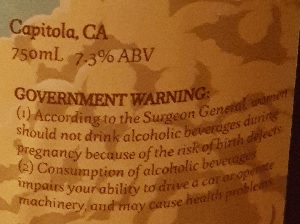 Capitola, CA
750mL 7.3% ABV
GOVERNMENT WARNING:
(1) According to the Surgeon General, women
should not drink alcoholic beverages during
pregnancy because of the risk of birth defects.
(2) Consumption of alcoholic beverages
impairs your ability to drive a car or operate
machinery, and may cause health problems.